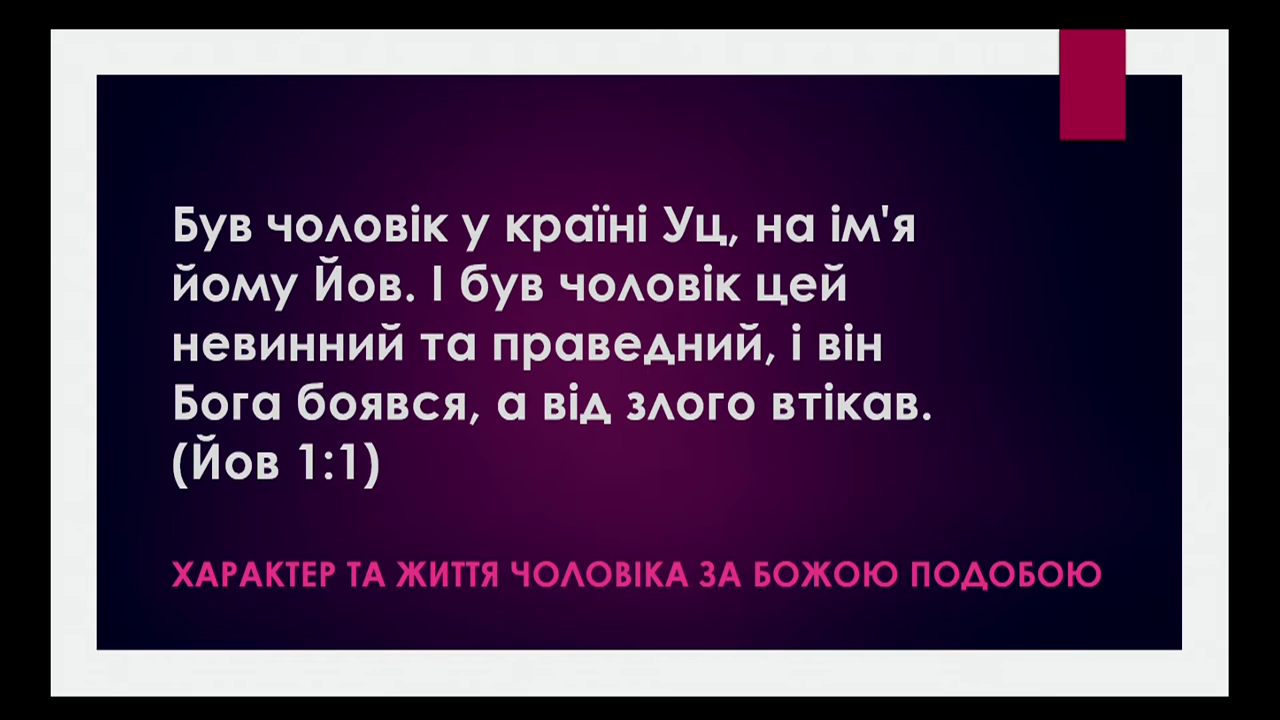 Був чоловік у країні Уц, на ім'я
йому Йов. І був чоловік цей
невинний та праведний, і він
Бога боявся, а від злого втікав.
(Йов 1:1)
ХАРАКТЕР ТА ЖИТТЯ ЧОЛОВІКА ЗА БОЖОЮ ПОДОБОЮ